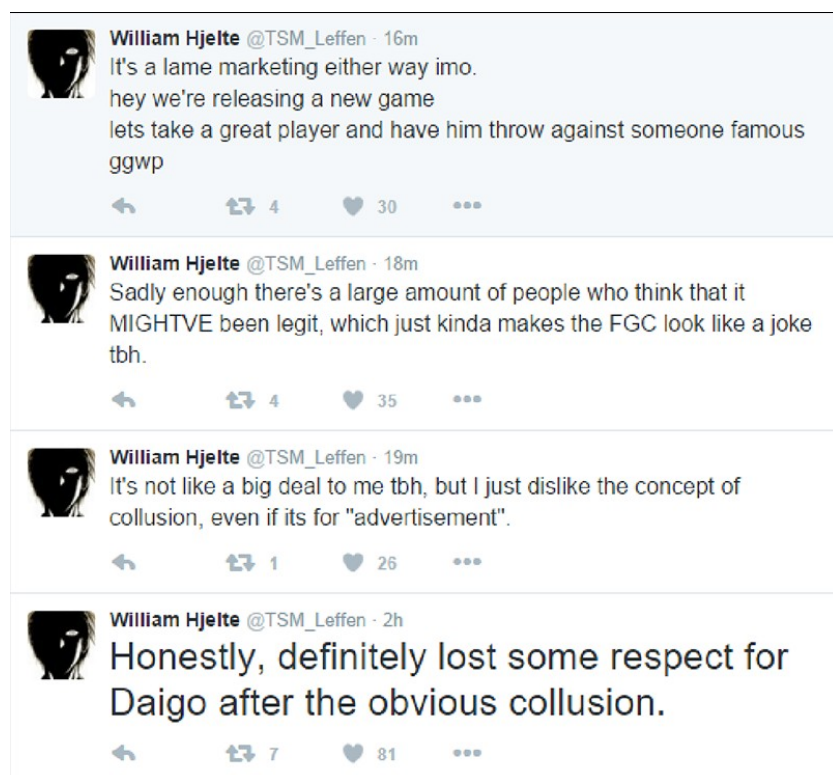 William Hjelte @TSM_Leffen · 16m
It's a lame marketing either way imo.
hey we're releasing a new game
lets take a great player and have him throw against someone famous
ggwp
4 30
William Hjelte @TSM_Leffen · 18m
Sadly enough there's a large amount of people who think that it
MIGHTVE been legit, which just kinda makes the FGC look like a joke
tbh.
4 35
William Hjelte @TSM_Leffen · 19m
It's not like a big deal to me tbh, but I just dislike the concept of
collusion, even if its for "advertisement".
1 26
William Hjelte @TSM_Leffen · 2h
Honestly, definitely lost some respect for
Daigo after the obvious collusion.
7 81